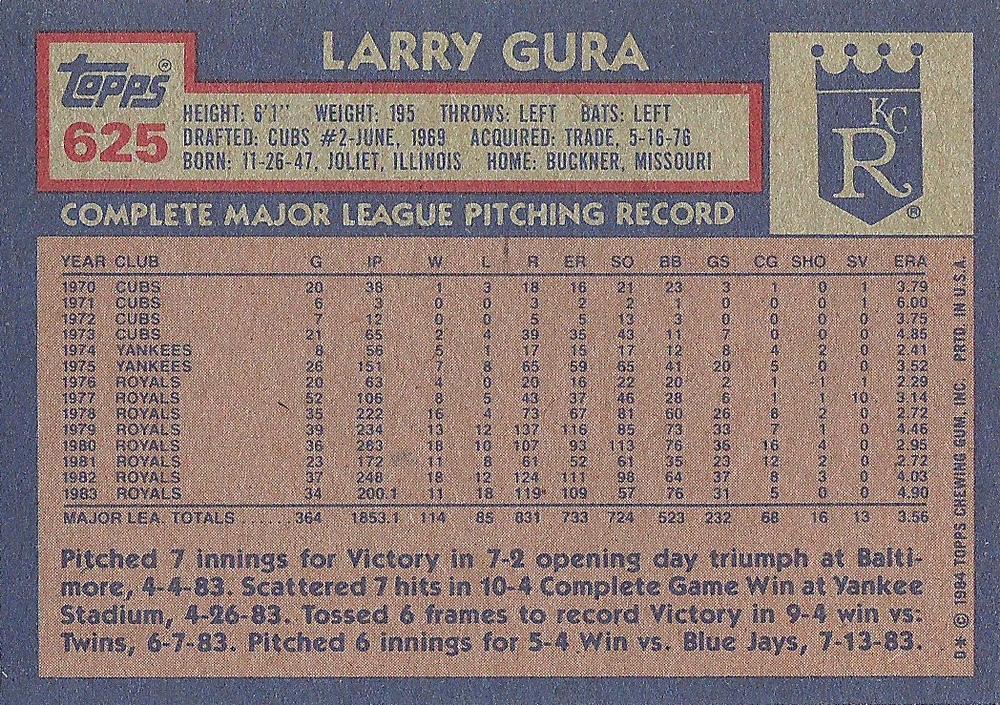 LARRY GURA
Topps®
625
HEIGHT: 6'1" WEIGHT: 195 THROWS: LEFT BATS: LEFT
DRAFTED: CUBS #2-JUNE, 1969 ACQUIRED: TRADE, 5-16-76
BORN: 11-26-47, JOLIET, ILLINOIS HOME: BUCKNER, MISSOURI
KC
R
®
COMPLETE MAJOR LEAGUE PITCHING RECORD
YEAR CLUB G IP W L R ER SO BB GS CG SHO SV ERA
1970 CUBS 20 38 1 3 18 16 21 23 3 1 0 1 3.79
1971 CUBS 6 3 0 0 3 2 2 1 0 0 0 1 6.00
1972 CUBS 7 12 0 0 5 5 13 3 0 0 0 0 3.75
1973 CUBS 21 65 2 4 39 35 43 11 7 0 0 0 4.85
1974 YANKEES 8 56 5 1 17 15 17 12 8 4 2 0 2.41
1975 YANKEES 26 151 7 8 65 59 65 41 20 5 0 0 3.52
1976 ROYALS 20 63 4 0 20 16 22 20 2 1 1 1 2.29
1977 ROYALS 52 106 8 5 43 37 46 28 6 1 1 10 3.14
1978 ROYALS 35 222 16 4 73 67 81 60 26 8 2 0 2.72
1979 ROYALS 39 234 13 12 137 116 85 73 33 7 1 0 4.46
1980 ROYALS 36 283 18 10 107 93 113 76 35 16 4 0 2.95
1981 ROYALS 23 172 11 8 61 52 61 35 23 12 2 0 2.72
1982 ROYALS 37 248 18 12 124 111 98 64 37 8 3 0 4.03
1983 ROYALS 34 200.1 11 18 119* 109 57 76 31 5 0 0 4.90
MAJOR LEA. TOTALS ...... 364 1853.1 114 85 831 733 724 523 232 68 16 13 3.56
Pitched 7 innings for Victory in 7-2 opening day triumph at Balti-
more, 4-4-83. Scattered 7 hits in 10-4 Complete Game Win at Yankee
Stadium, 4-26-83. Tossed 6 frames to record Victory in 9-4 win vs.
Twins, 6-7-83. Pitched 6 innings for 5-4 Win vs. Blue Jays, 7-13-83.
D* © 1984 TOPPS CHEWING GUM, INC. PRTD. IN U.S.A.